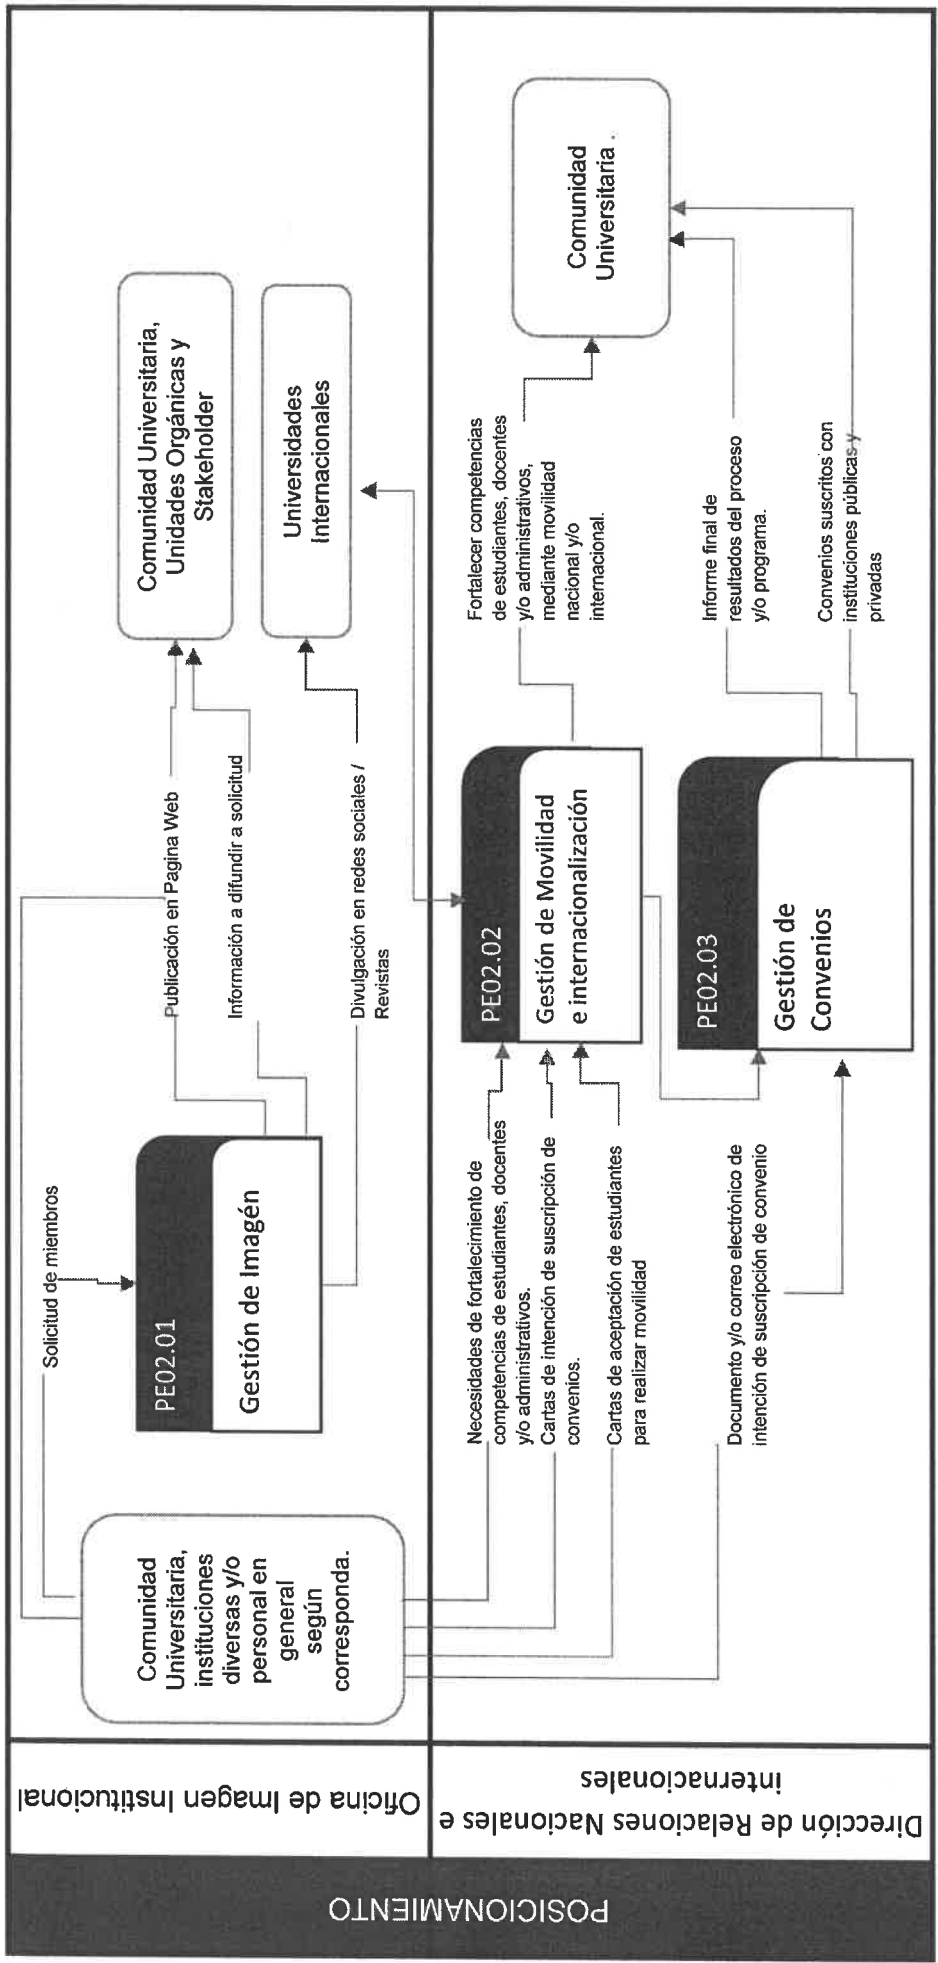 POSICIONAMIENTO
Oficina de Imagen Institucional
Comunidad
Universitaria,
instituciones
diversas y/o
personal en
general
según
corresponda.
Solicitud de miembros
PE02.01
Gestión de Imagén
Publicación en Pagina Web
Información a difundir a solicitud
Divulgación en redes sociales /
Revistas
Comunidad Universitaria,
Unidades Orgánicas y
Stakeholder
Universidades
Internacionales
Dirección de Relaciones Nacionales e
internacionales
Necesidades de fortalecimiento de
competencias de estudiantes, docentes
y/o administrativos.
Cartas de intención de suscripción de
convenios.
Cartas de aceptación de estudiantes
para realizar movilidad
Documento y/o correo electrónico de
intención de suscripción de convenio
PE02.02
Gestión de Movilidad
e internacionalización
PE02.03
Gestión de
Convenios
Fortalecer competencias
de estudiantes, docentes
y/o administrativos,
mediante movilidad
nacional y/o
internacional.
Informe final de
resultados del proceso
y/o programa.
Convenios suscritos con
instituciones públicas y
privadas
Comunidad
Universitaria .